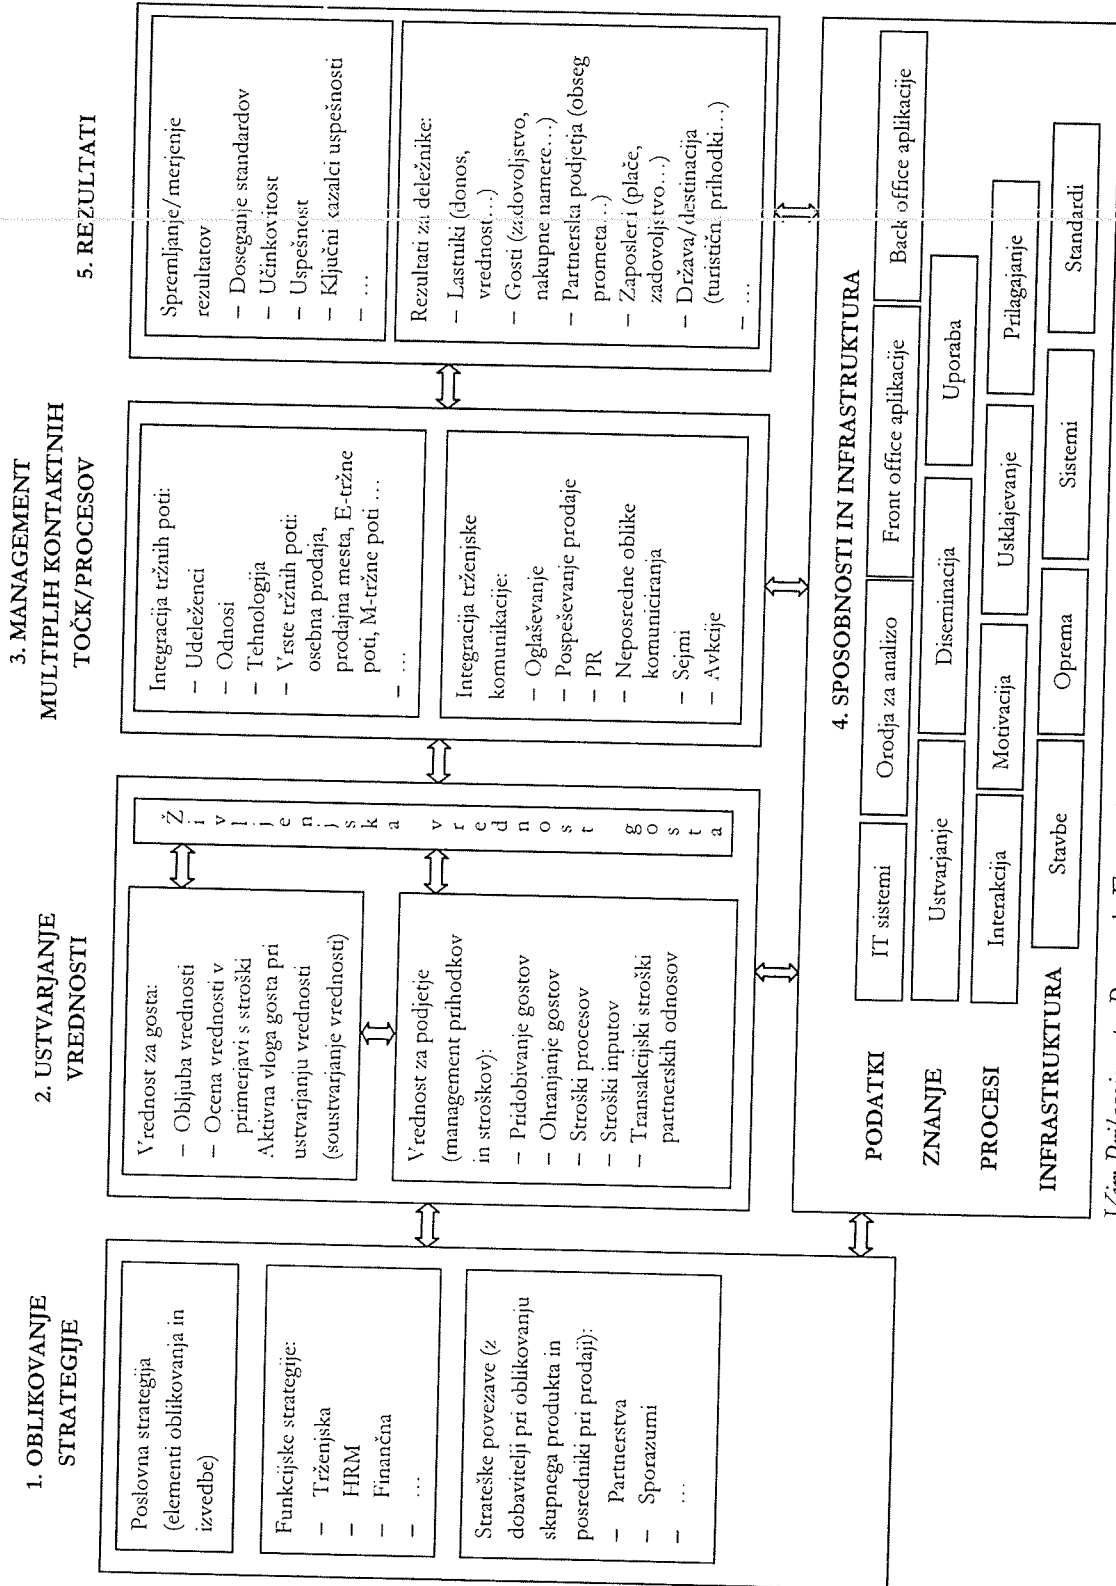 1. OBLIKOVANJE
STRATEGIJE
Poslovna strategija
(elementi oblikovanja in
izvedbe)
Funkcijske strategije:
– Trženjska
– HRM
– Finančna
– …
Strateške povezave (z
dobavitelji pri oblikovanju
skupnega produkta in
posredniki pri prodaji):
– Partnerstva
– Sporazumi
– …
2. USTVARJANJE
VREDNOSTI
Vrednost za gosta:
– Obljuba vrednosti
– Ocena vrednosti v
primerjavi s stroški
Aktivna vloga gosta pri
ustvarjanju vrednosti
(soustvarjanje vrednosti)
Vrednost za podjetje
(management prihodkov
in stroškov):
– Pridobivanje gostov
– Ohranjanje gostov
– Stroški procesov
– Stroški inputov
– Transakcijski stroški
partnerskih odnosov
Življenjska vrednost gosta
3. MANAGEMENT
MULTIPLIH KONTAKTNIH
TOČK/PROCESOV
Integracija tržnih poti:
– Udeleženci
– Odnosi
– Tehnologija
– Vrste tržnih poti:
osebna prodaja,
prodajna mesta, E-tržne
poti, M-tržne poti …
– …
Integracija trženjske
komunikacije:
– Oglaševanje
– Pospeševanje prodaje
– PR
– Neposredne oblike
komuniciranja
– Sejmi
– Avkcije
5. REZULTATI
Spremljanje/merjenje
rezultatov
– Doseganje standardov
– Učinkovitost
– Uspešnost
– Ključni kazalci uspešnosti
– …
Rezultati za deležnike:
– Lastniki (donos,
vrednost…)
– Gosti (zadovoljstvo,
nakupne namere…)
– Partnerska podjetja (obseg
prometa…)
– Zaposleni (plače,
zadovoljstvo…)
– Država/destinacija
(turistični prihodki…)
– …
4. SPOSOBNOSTI IN INFRASTRUKTURA
PODATKI IT sistemi Orodja za analizo Front office aplikacije Back office aplikacije
ZNANJE Ustvarjanje Diseminacija Uporaba
PROCESI Interakcija Motivacija Usklajevanje Prilagajanje
INFRASTRUKTURA Stavbe Oprema Sistemi Standardi